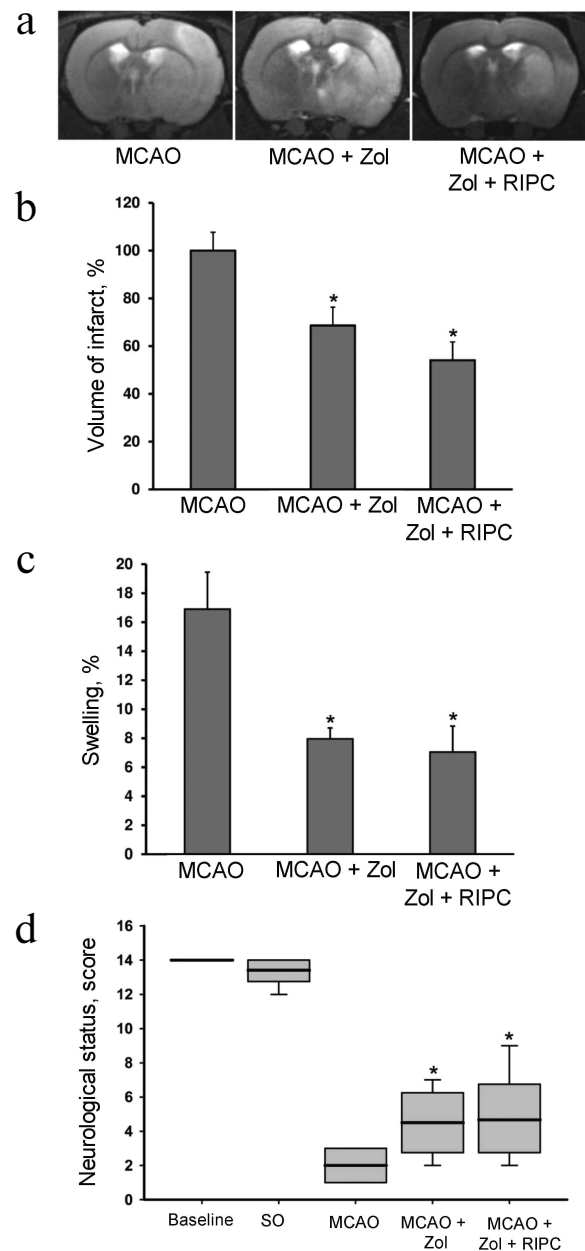 a
MCAO
MCAO + Zol
MCAO +
Zol + RIPC
b
Volume of infarct, %
120
100
80
60
40
20
0
*
*
MCAO
MCAO + Zol
MCAO +
Zol + RIPC
c
Swelling, %
20
18
16
14
12
10
8
6
4
2
0
*
*
MCAO
MCAO + Zol
MCAO +
Zol + RIPC
d
Neurological status, score
16
14
12
10
8
6
4
2
0
*
*
Baseline
SO
MCAO
MCAO +
Zol
MCAO +
Zol + RIPC